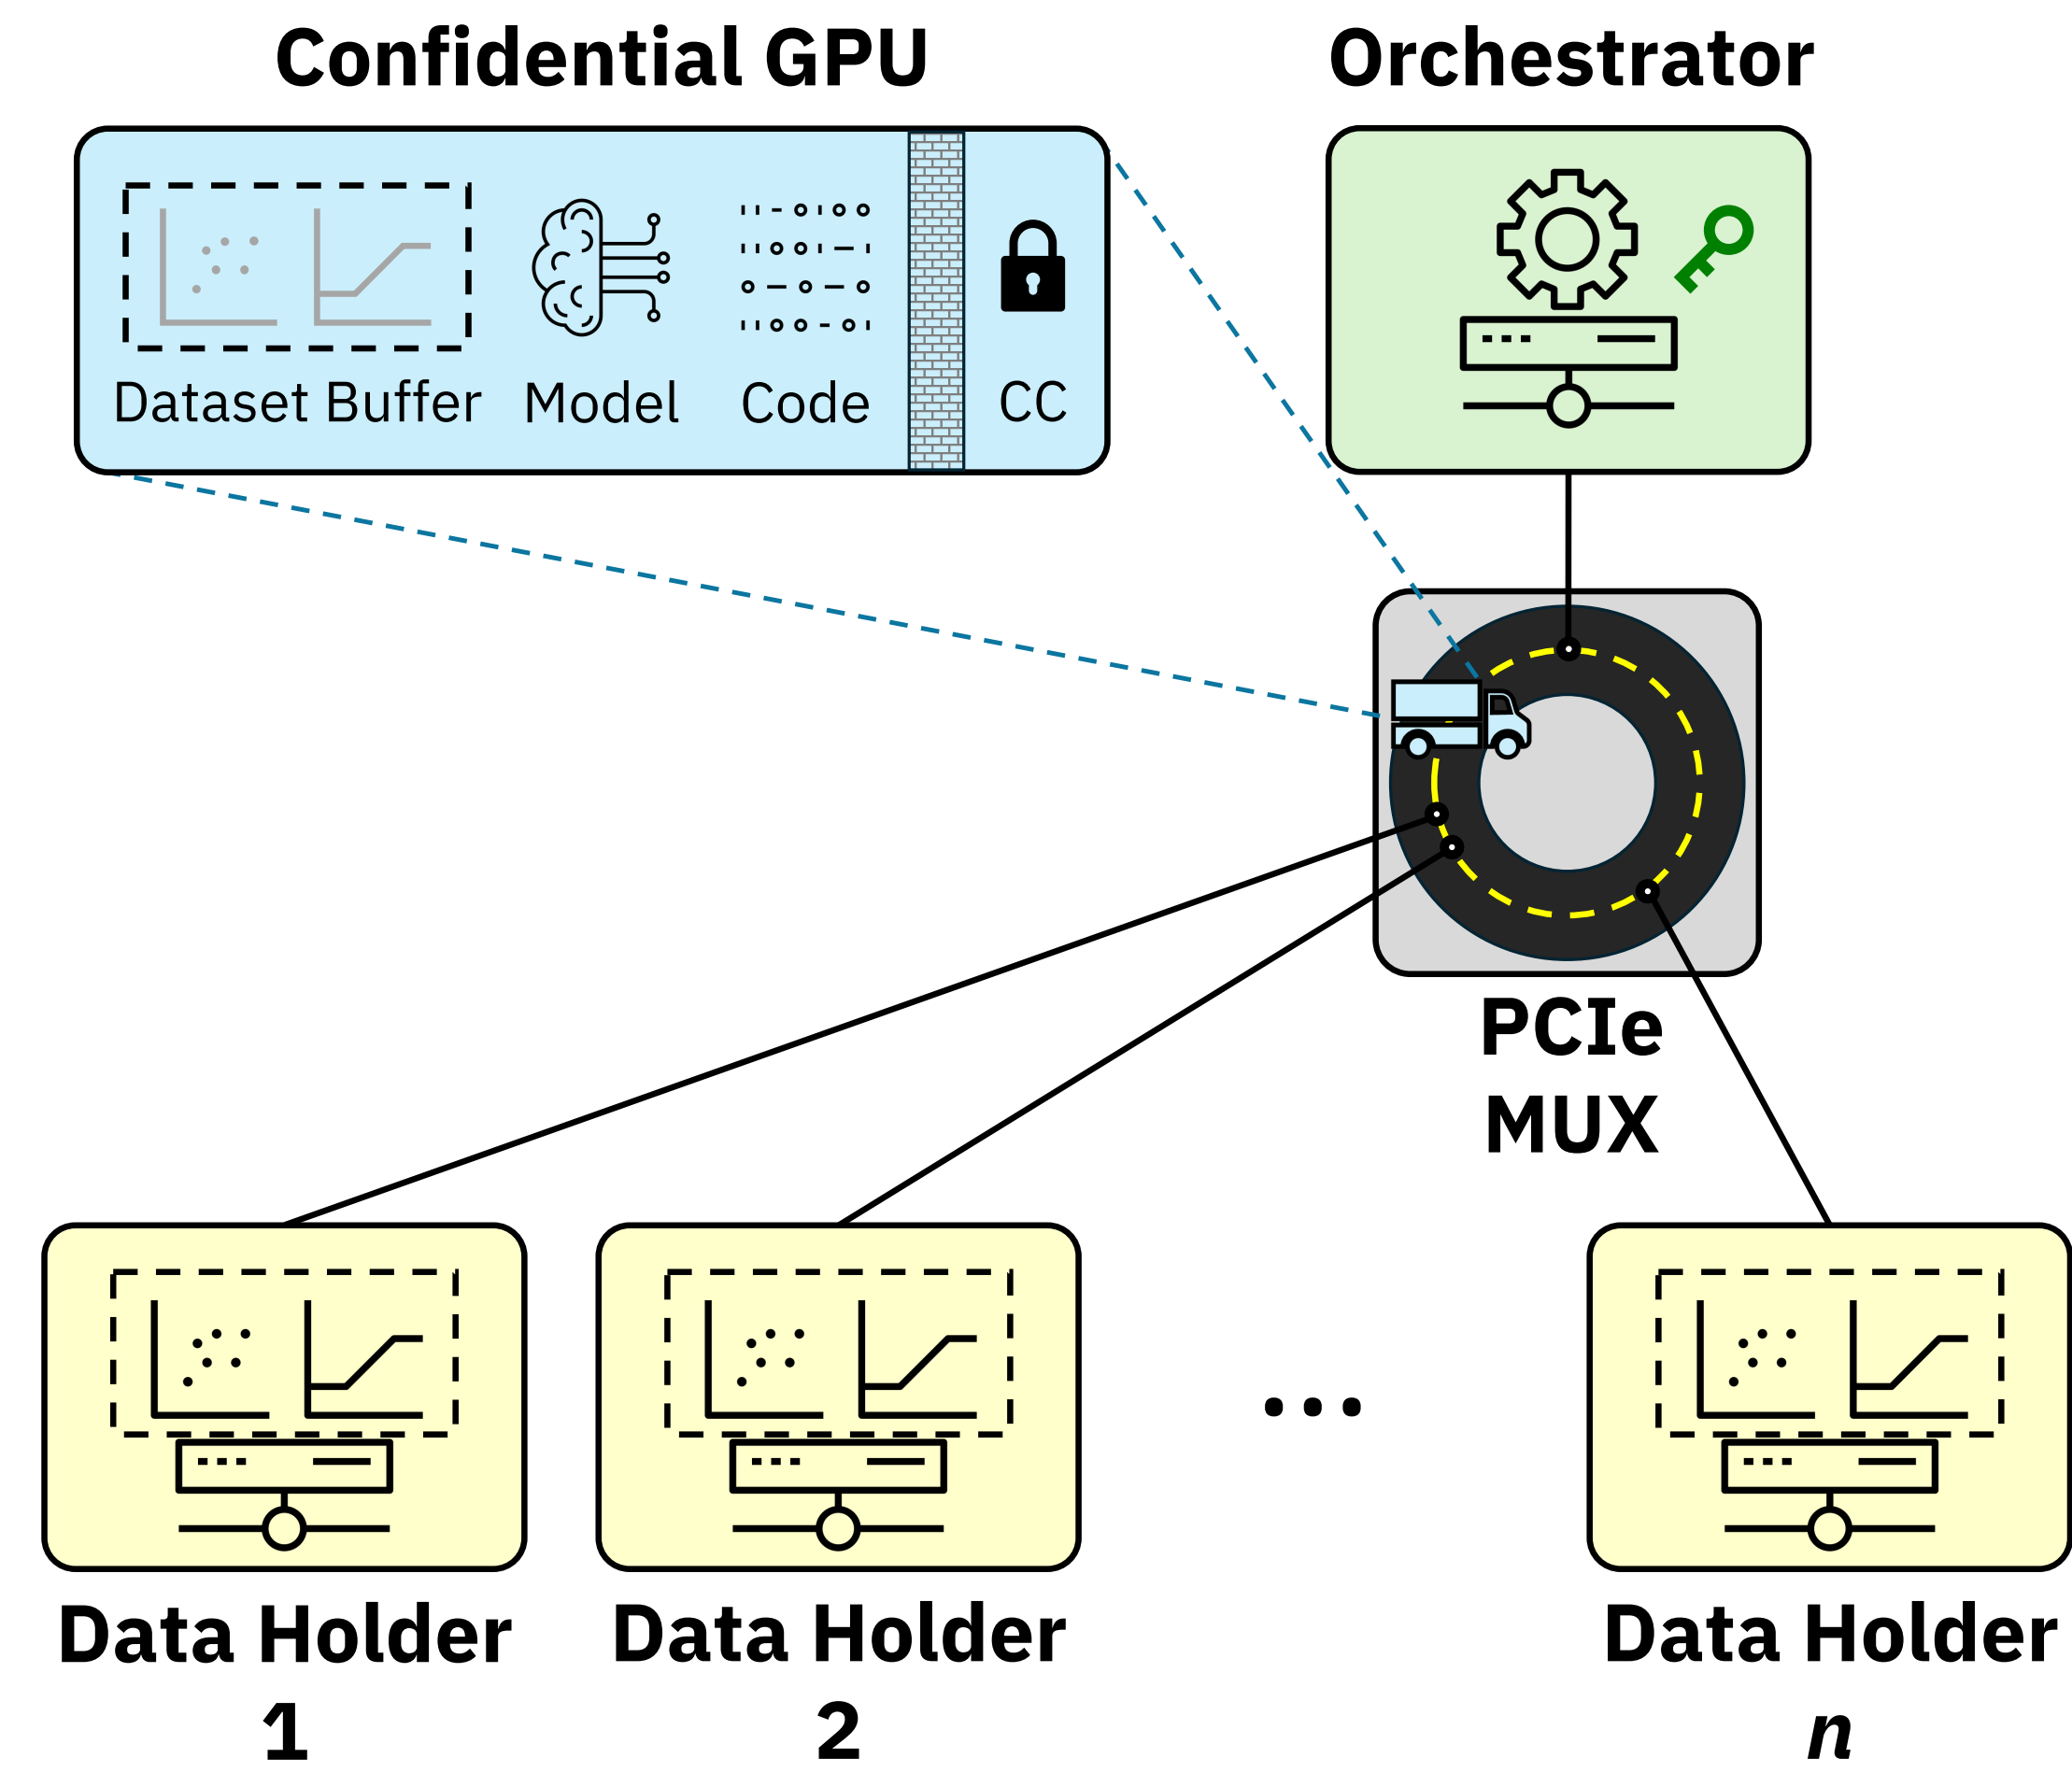 Confidential GPU
Orchestrator
Dataset Buffer
Model
Code
CC
PCIe
MUX
Data Holder
1
Data Holder
2
...
Data Holder
n